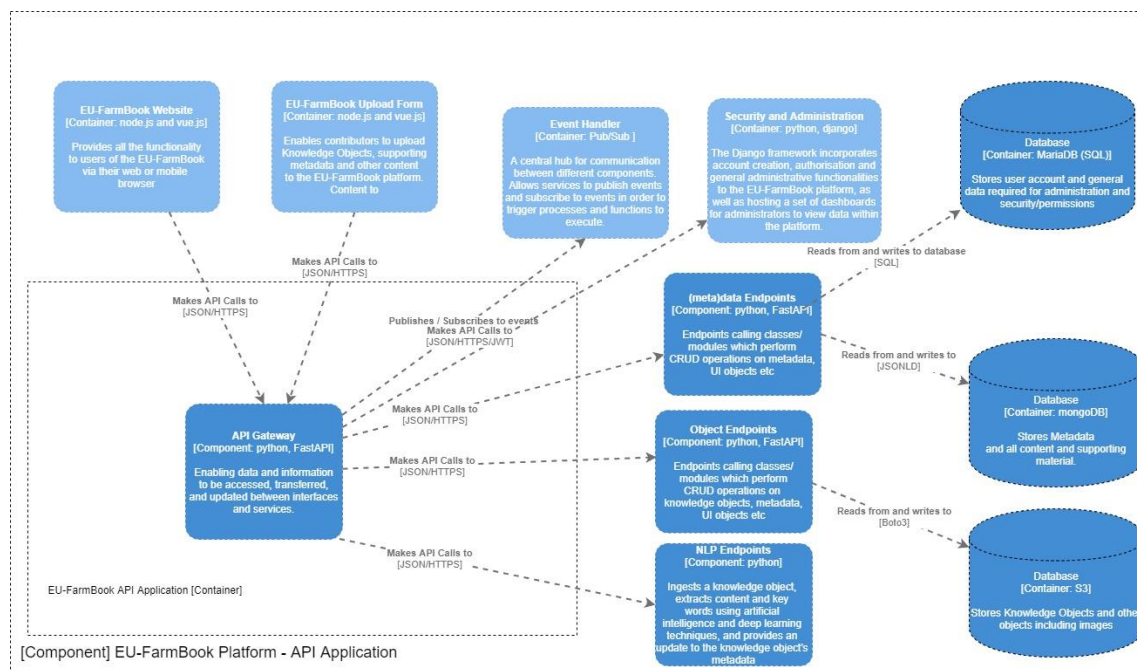 EU-FarmBook Website
[Container: node.js and vue.js]
Provides all the functionality
to users of the EU-FarmBook
via their web or mobile
browser
EU-FarmBook Upload Form
[Container: node.js and vue.js]
Enables contributors to upload
Knowledge Objects, supporting
metadata and other content
to the EU-FarmBook platform.
Content to
Event Handler
[Container: Pub/Sub ]
A central hub for communication
between different components.
Allows services to publish events
and subscribe to events in order to
trigger processes and functions to
execute.
Security and Administration
[Container: python, django]
The Django framework incorporates
account creation, authorisation and
general administrative functionalities
to the EU-FarmBook platform, as
well as hosting a set of dashboards
for administrators to view data within
the platform.
Database
[Container: MariaDB (SQL)]
Stores user account and general
data required for administration and
security/permissions
Reads from and writes to database
[SQL]
Makes API Calls to
[JSON/HTTPS]
Makes API Calls to
[JSON/HTTPS]
Publishes / Subscribes to events
[JSON/HTTPS/JWT]
Makes API Calls to
(meta)data Endpoints
[Component: python, FastAPI]
Endpoints calling classes/
modules which perform
CRUD operations on metadata,
UI objects etc
Reads from and writes to
[JSONLD]
Database
[Container: mongoDB]
Stores Metadata
and all content and supporting
material.
API Gateway
[Component: python, FastAPI]
Enabling data and information
to be accessed, transferred,
and updated between interfaces
and services.
Makes API Calls to
[JSON/HTTPS]
Makes API Calls to
[JSON/HTTPS]
Makes API Calls to
[JSON/HTTPS]
Object Endpoints
[Component: python, FastAPI]
Endpoints calling classes/
modules which perform
CRUD operations on
knowledge objects, metadata,
UI objects etc
Reads from and writes to
[Boto3]
NLP Endpoints
[Component: python]
Ingests a knowledge object,
extracts content and key
words using artificial
intelligence and deep learning
techniques, and provides an
update to the knowledge object's
metadata
Database
[Container: S3]
Stores Knowledge Objects and other
objects including images
EU-FarmBook API Application [Container]
[Component] EU-FarmBook Platform - API Application